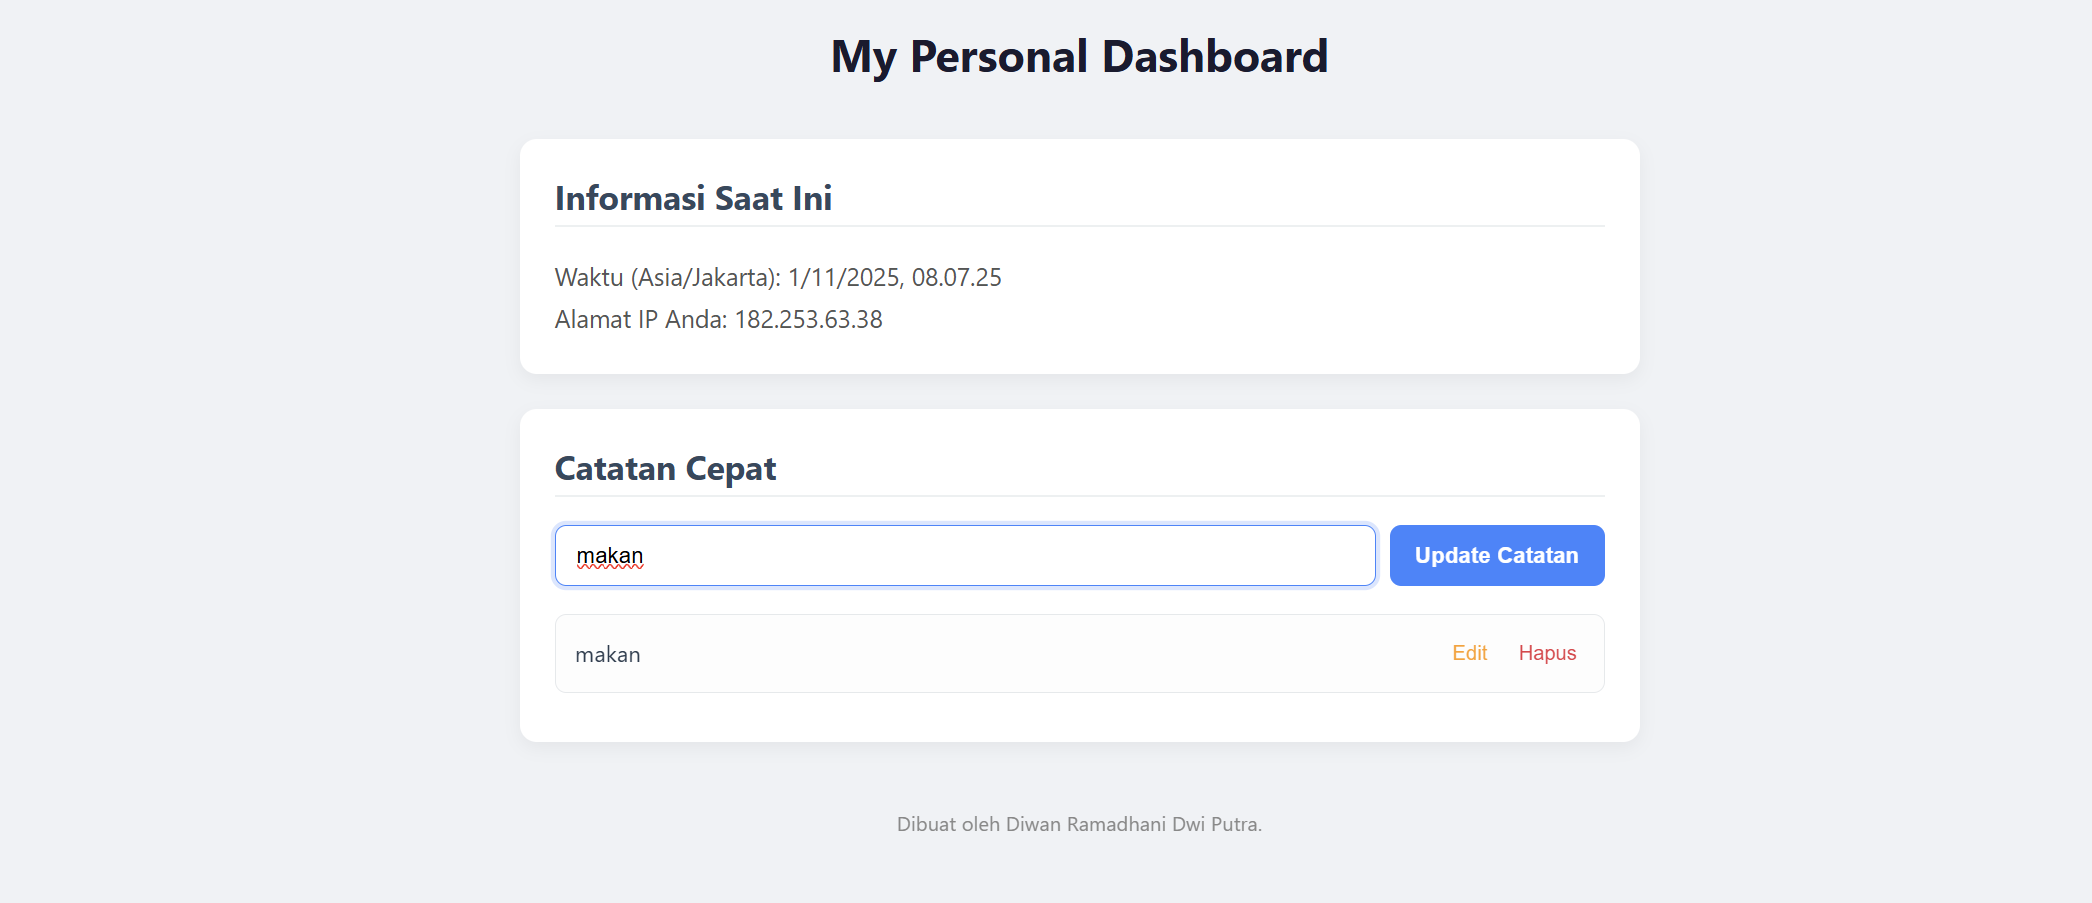 My Personal Dashboard
Informasi Saat Ini
Waktu (Asia/Jakarta): 1/11/2025, 08.07.25
Alamat IP Anda: 182.253.63.38
Catatan Cepat
makan
Update Catatan
makan
Edit
Hapus
Dibuat oleh Diwan Ramadhani Dwi Putra.